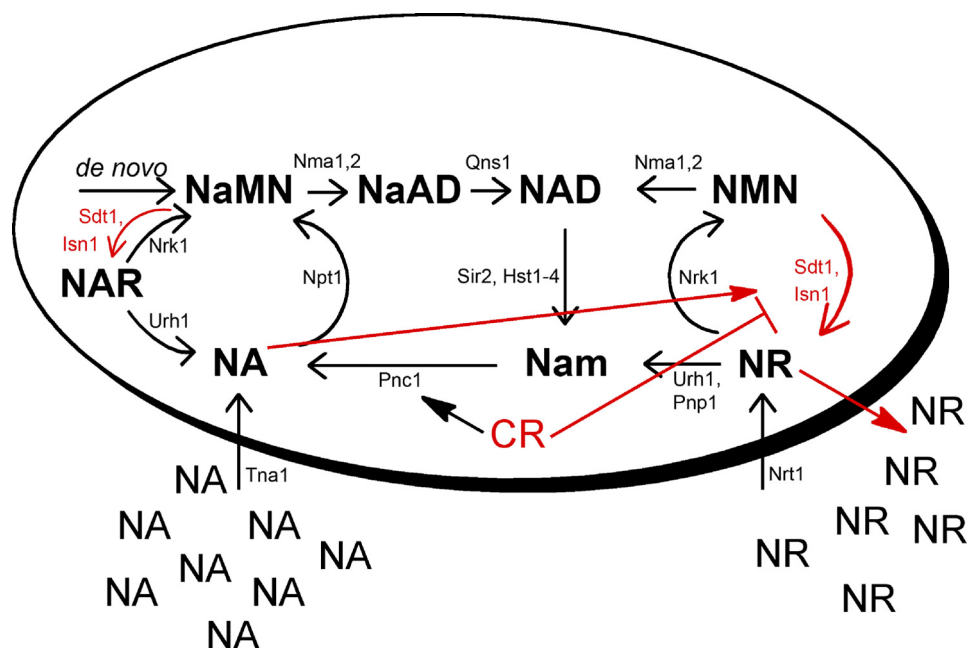 de novo
NaMN
Nma1,2
NaAD
Qns1
NAD
Nma1,2
NMN
Sdt1,
Isn1
Nrk1
NAR
Urh1
Npt1
Sir2, Hst1-4
Nrk1
Sdt1,
Isn1
NA
Pnc1
Nam
Urh1,
Pnp1
NR
CR
Tna1
Nrt1
NA
NA
NA
NA
NA
NA
NA
NA
NR
NR
NR
NR
NR
NR